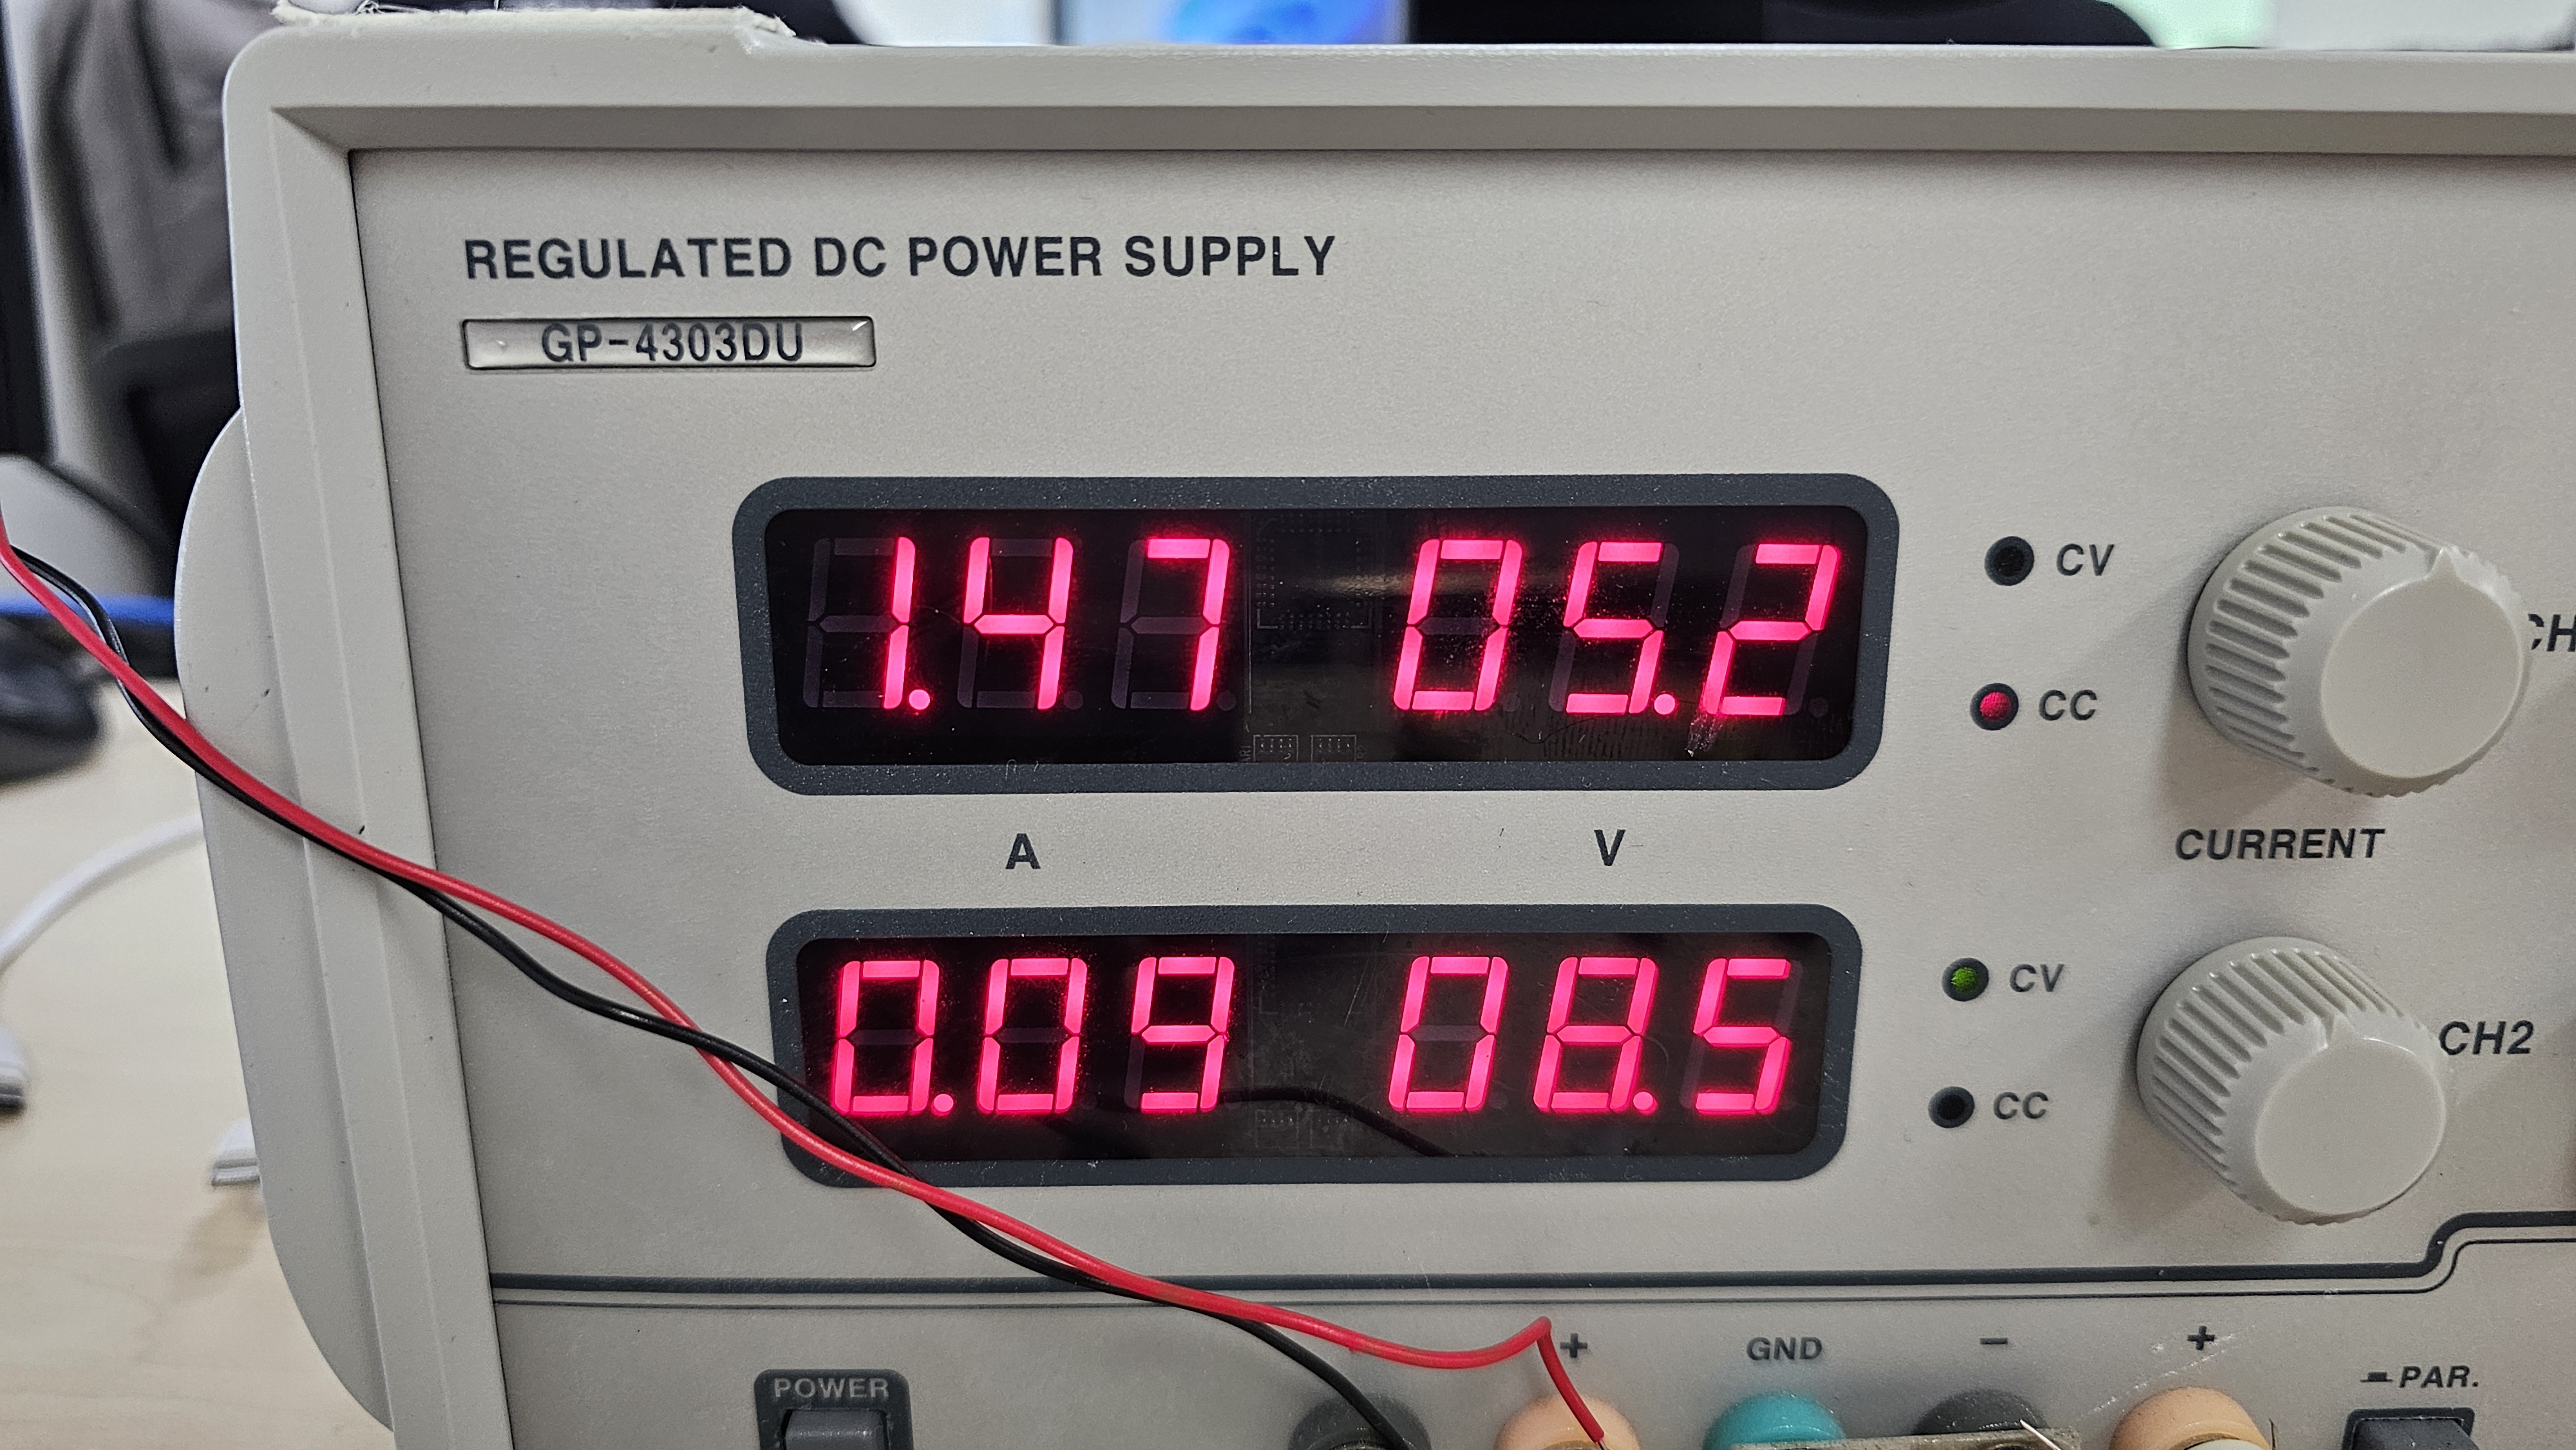 REGULATED DC POWER SUPPLY
GP-4303DU
1.47 05.2
CV
CC
CH
A V
CURRENT
0.09 08.5
CV
CH2
CC
+ GND - +
POWER
PAR.